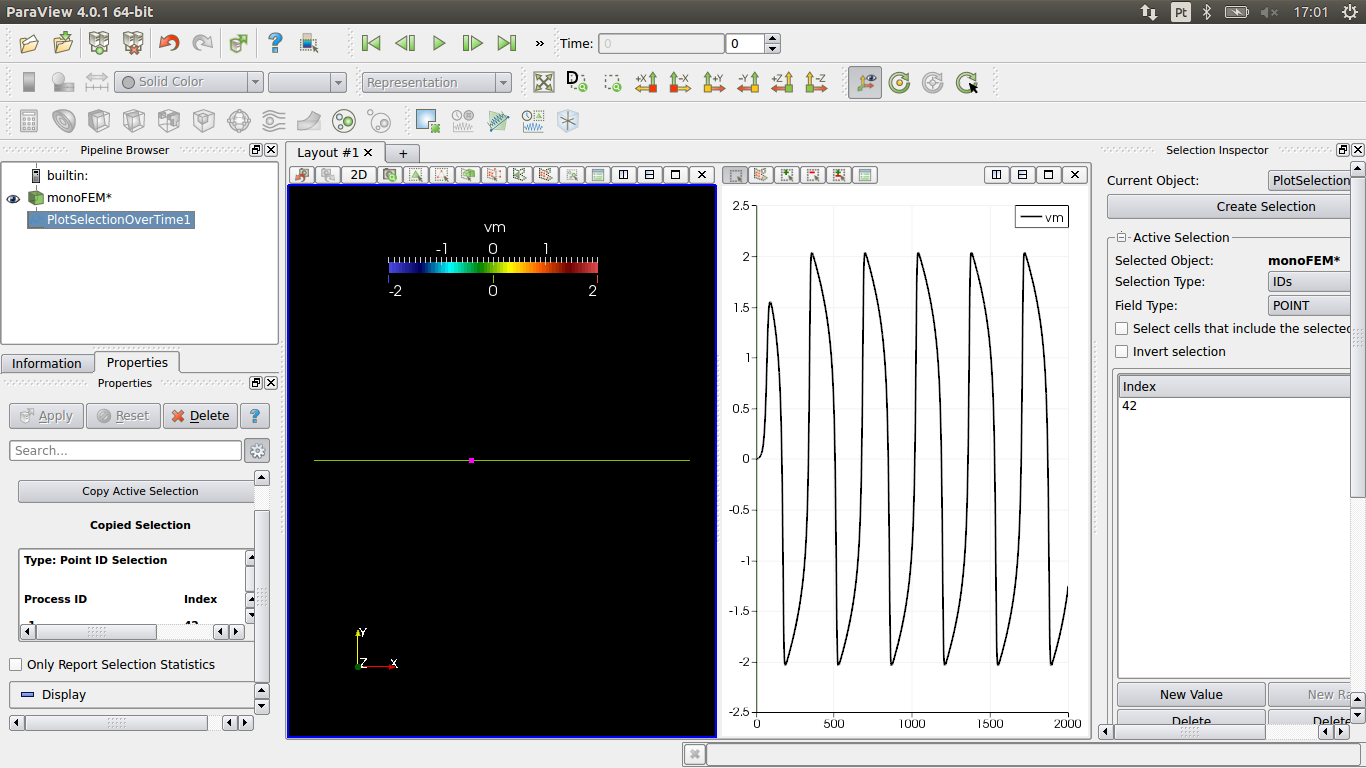 ParaView 4.0.1 64-bit
Pt
17:01
»
Time: 0
0
Solid Color
Representation
D
+X
-X
+Y
-Y
+Z
-Z
Pipeline Browser
builtin:
monoFEM*
PlotSelectionOverTime1
Information
Properties
Properties
Apply
Reset
Delete
?
Search...
Copy Active Selection
Copied Selection
Type: Point ID Selection
Process ID Index
Only Report Selection Statistics
Display
Layout #1
+
2D
vm
-1 0 1
-2 0 2
Y
Z X
vm
2.5
2
1.5
1
0.5
0
-0.5
-1
-1.5
-2
-2.5
0 500 1000 1500 2000
Selection Inspector
Current Object: PlotSelection
Create Selection
Active Selection
Selected Object: monoFEM*
Selection Type: IDs
Field Type: POINT
Select cells that include the selected
Invert selection
Index
42
New Value
New Ra
Delete
Delete